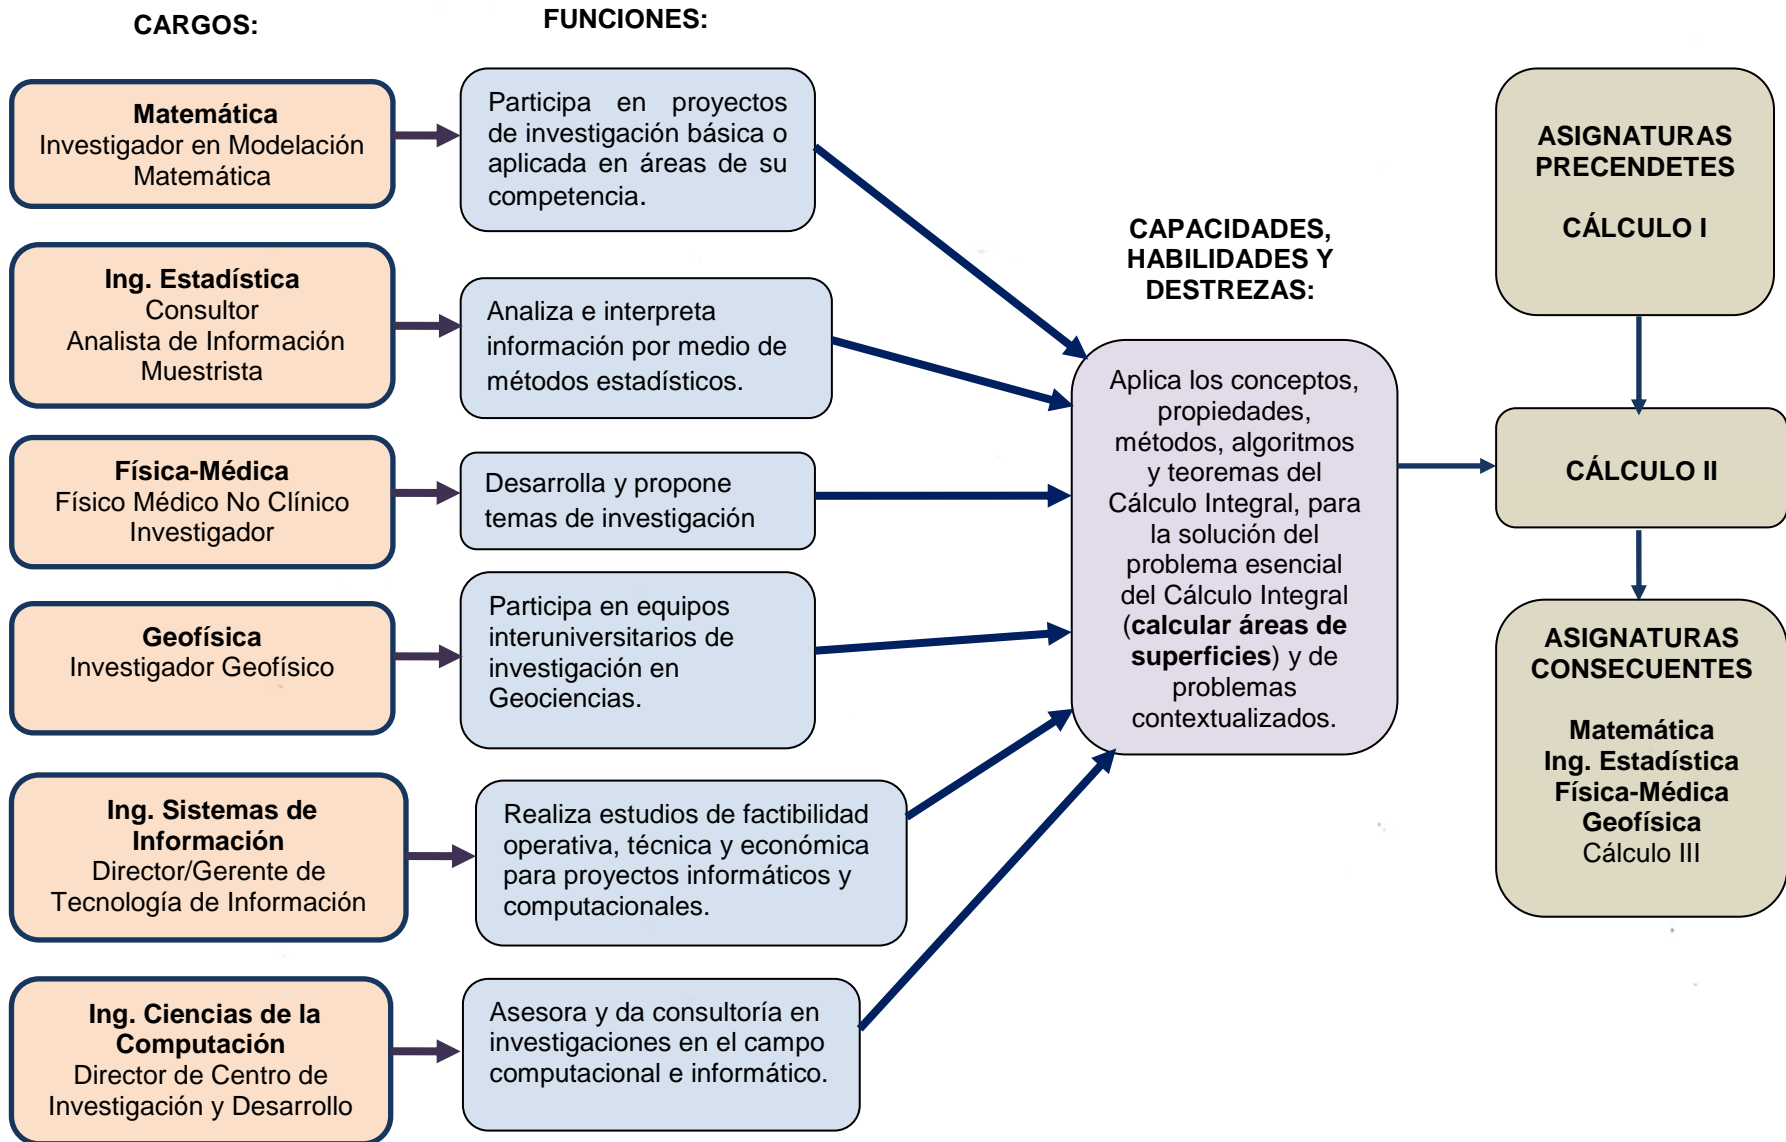 CARGOS:
FUNCIONES:
Matemática
Investigador en Modelación
Matemática
Participa en proyectos
de investigación básica o
aplicada en áreas de su
competencia.
Ing. Estadística
Consultor
Analista de Información
Muestrista
Analiza e interpreta
información por medio de
métodos estadísticos.
Física-Médica
Físico Médico No Clínico
Investigador
Desarrolla y propone
temas de investigación
Geofísica
Investigador Geofísico
Participa en equipos
interuniversitarios de
investigación en
Geociencias.
Ing. Sistemas de
Información
Director/Gerente de
Tecnología de Información
Realiza estudios de factibilidad
operativa, técnica y económica
para proyectos informáticos y
computacionales.
Ing. Ciencias de la
Computación
Director de Centro de
Investigación y Desarrollo
Asesora y da consultoría en
investigaciones en el campo
computacional e informático.
CAPACIDADES,
HABILIDADES Y
DESTREZAS:
Aplica los conceptos,
propiedades,
métodos, algoritmos
y teoremas del
Cálculo Integral, para
la solución del
problema esencial
del Cálculo Integral
(calcular áreas de
superficies) y de
problemas
contextualizados.
ASIGNATURAS
PRECENDETES
CÁLCULO I
CÁLCULO II
ASIGNATURAS
CONSECUENTES
Matemática
Ing. Estadística
Física-Médica
Geofísica
Cálculo III